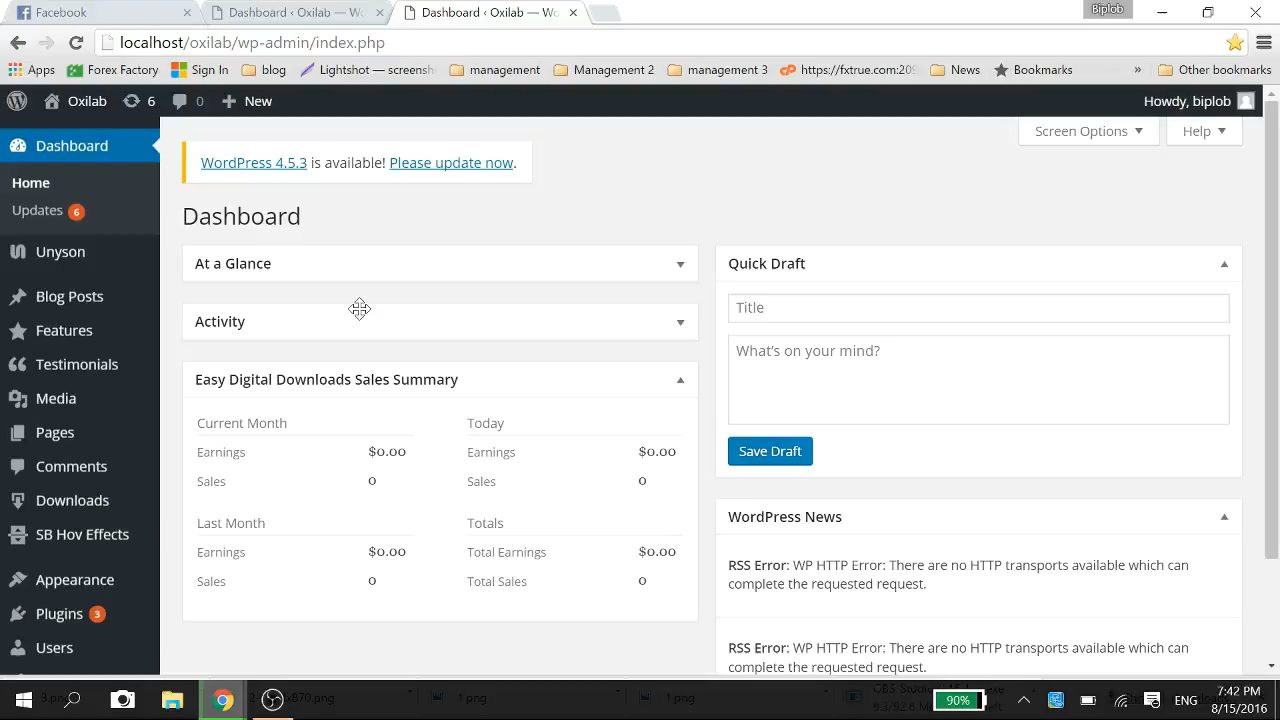 Facebook
Dashboard ‹ Oxilab — Wo
Dashboard ‹ Oxilab — Wo
Biplob
localhost/oxilab/wp-admin/index.php
Apps Forex Factory Sign In blog Lightshot — screensh management Management 2 management 3 https://fxtrue.com:209 News Bookmarks » Other bookmarks
Oxilab 6 0 New Howdy, biplob
Screen Options Help
Dashboard
Home
Updates 6
Unyson
Blog Posts
Features
Testimonials
Media
Pages
Comments
Downloads
SB Hov Effects
Appearance
Plugins 3
Users
WordPress 4.5.3 is available! Please update now.
Dashboard
At a Glance
Activity
Easy Digital Downloads Sales Summary
Current Month Today
Earnings $0.00 Earnings $0.00
Sales 0 Sales 0
Last Month Totals
Earnings $0.00 Total Earnings $0.00
Sales 0 Total Sales 0
Quick Draft
Title
What's on your mind?
Save Draft
WordPress News
RSS Error: WP HTTP Error: There are no HTTP transports available which can
complete the requested request.
RSS Error: WP HTTP Error: There are no HTTP transports available which can
complete the requested request.
3.png
x870.png
1.png
1.png
90%
ENG
7:42 PM
8/15/2016